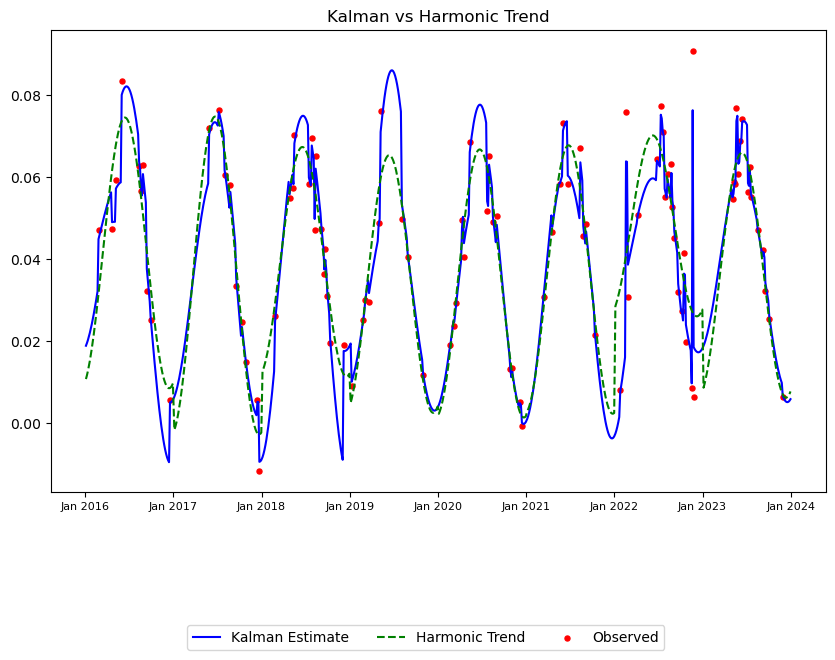 Kalman vs Harmonic Trend
0.08
0.06
0.04
0.02
0.00
Jan 2016 Jan 2017 Jan 2018 Jan 2019 Jan 2020 Jan 2021 Jan 2022 Jan 2023 Jan 2024
Kalman Estimate Harmonic Trend Observed